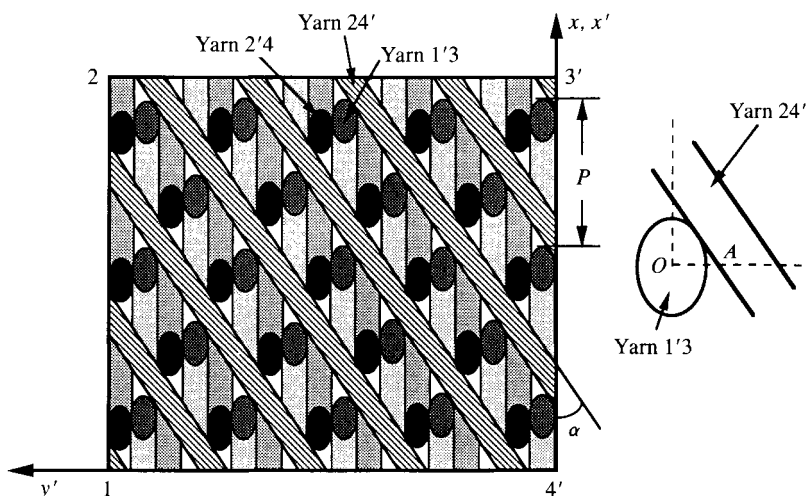 Yarn 24′
Yarn 2′4
Yarn 1′3
x, x′
2
3′
P
α
y′
1
4′
Yarn 24′
O
A
Yarn 1′3